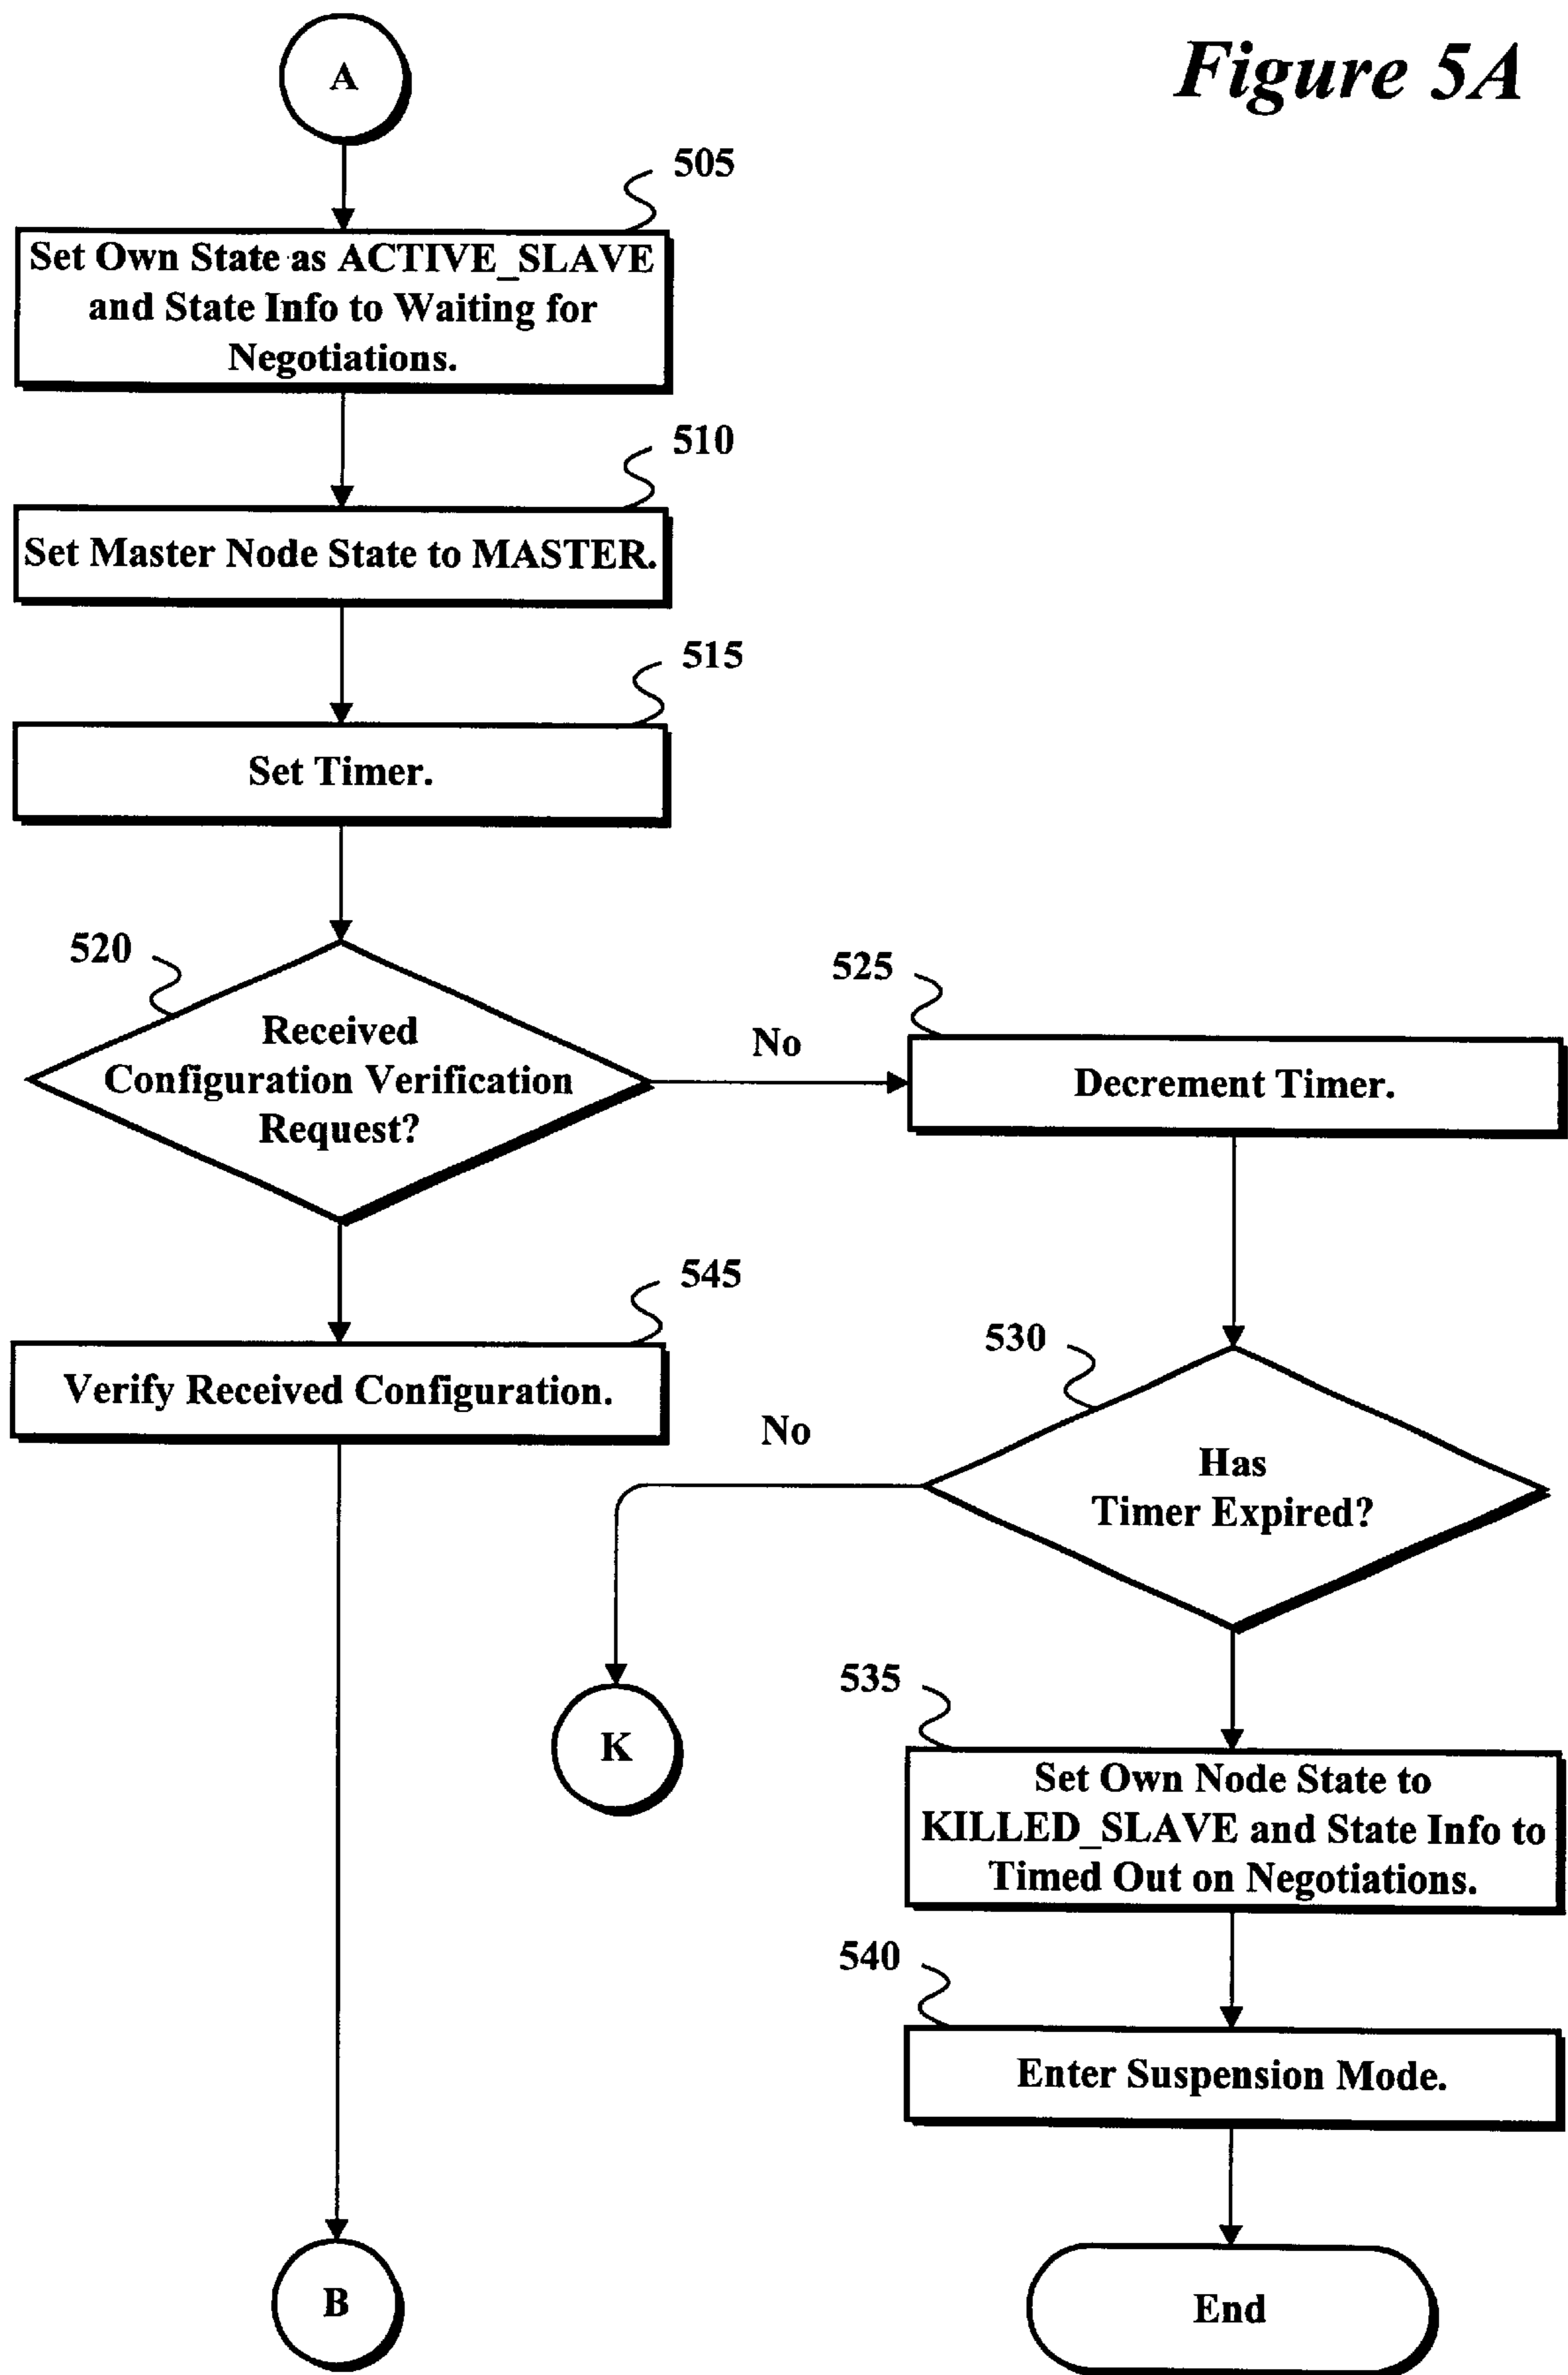 Figure 5A
A
505
Set Own State as ACTIVE_SLAVE
and State Info to Waiting for
Negotiations.
510
Set Master Node State to MASTER.
515
Set Timer.
520
Received
Configuration Verification
Request?
No
525
Decrement Timer.
545
Verify Received Configuration.
530
Has
Timer Expired?
No
K
535
Set Own Node State to
KILLED_SLAVE and State Info to
Timed Out on Negotiations.
540
Enter Suspension Mode.
B
End